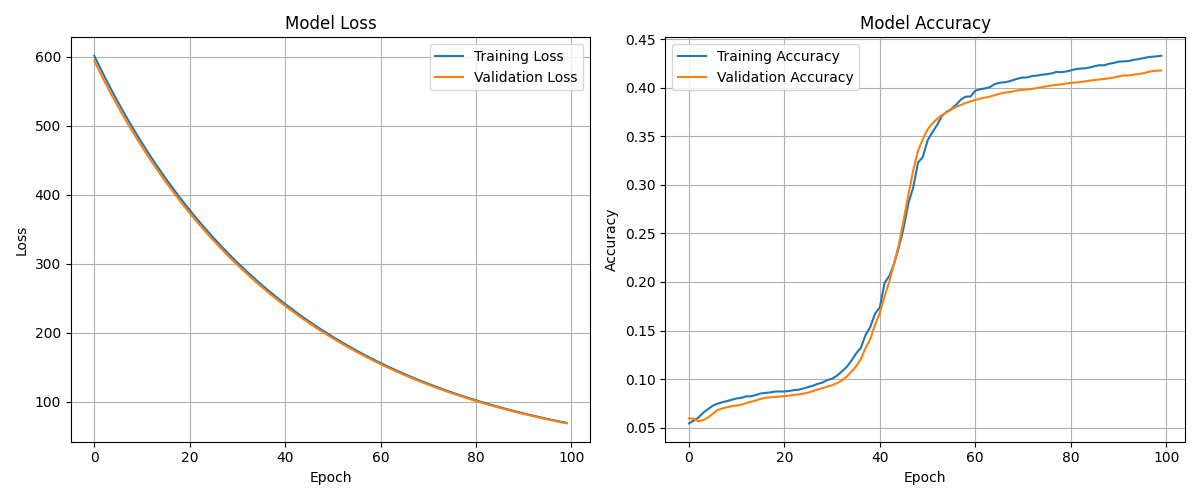 Model Loss
600
500
400
300
200
100
Loss
0
20
40
60
80
100
Epoch
Training Loss
Validation Loss
Model Accuracy
0.45
0.40
0.35
0.30
0.25
0.20
0.15
0.10
0.05
Accuracy
0
20
40
60
80
100
Epoch
Training Accuracy
Validation Accuracy